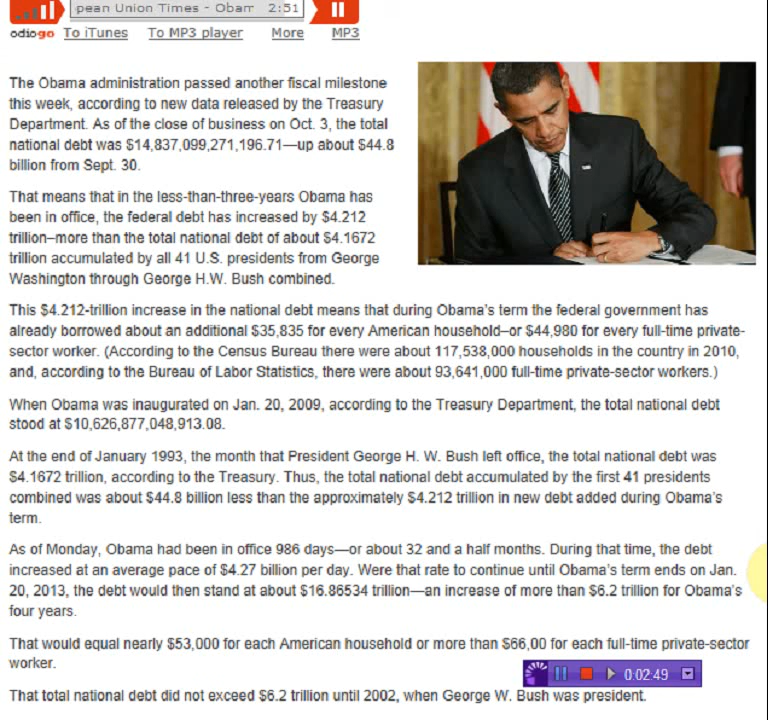 pean Union Times - Obam 2:51
odiogo To iTunes To MP3 player More MP3
The Obama administration passed another fiscal milestone
this week, according to new data released by the Treasury
Department. As of the close of business on Oct. 3, the total
national debt was $14,837,099,271,196.71—up about $44.8
billion from Sept. 30.
That means that in the less-than-three-years Obama has
been in office, the federal debt has increased by $4.212
trillion–more than the total national debt of about $4.1672
trillion accumulated by all 41 U.S. presidents from George
Washington through George H.W. Bush combined.
This $4.212-trillion increase in the national debt means that during Obama's term the federal government has
already borrowed about an additional $35,835 for every American household–or $44,980 for every full-time private-
sector worker. (According to the Census Bureau there were about 117,538,000 households in the country in 2010,
and, according to the Bureau of Labor Statistics, there were about 93,641,000 full-time private-sector workers.)
When Obama was inaugurated on Jan. 20, 2009, according to the Treasury Department, the total national debt
stood at $10,626,877,048,913.08.
At the end of January 1993, the month that President George H. W. Bush left office, the total national debt was
$4.1672 trillion, according to the Treasury. Thus, the total national debt accumulated by the first 41 presidents
combined was about $44.8 billion less than the approximately $4.212 trillion in new debt added during Obama's
term.
As of Monday, Obama had been in office 986 days—or about 32 and a half months. During that time, the debt
increased at an average pace of $4.27 billion per day. Were that rate to continue until Obama's term ends on Jan.
20, 2013, the debt would then stand at about $16.86534 trillion—an increase of more than $6.2 trillion for Obama's
four years.
That would equal nearly $53,000 for each American household or more than $66,00 for each full-time private-sector
worker.
0:02:49
That total national debt did not exceed $6.2 trillion until 2002, when George W. Bush was president.